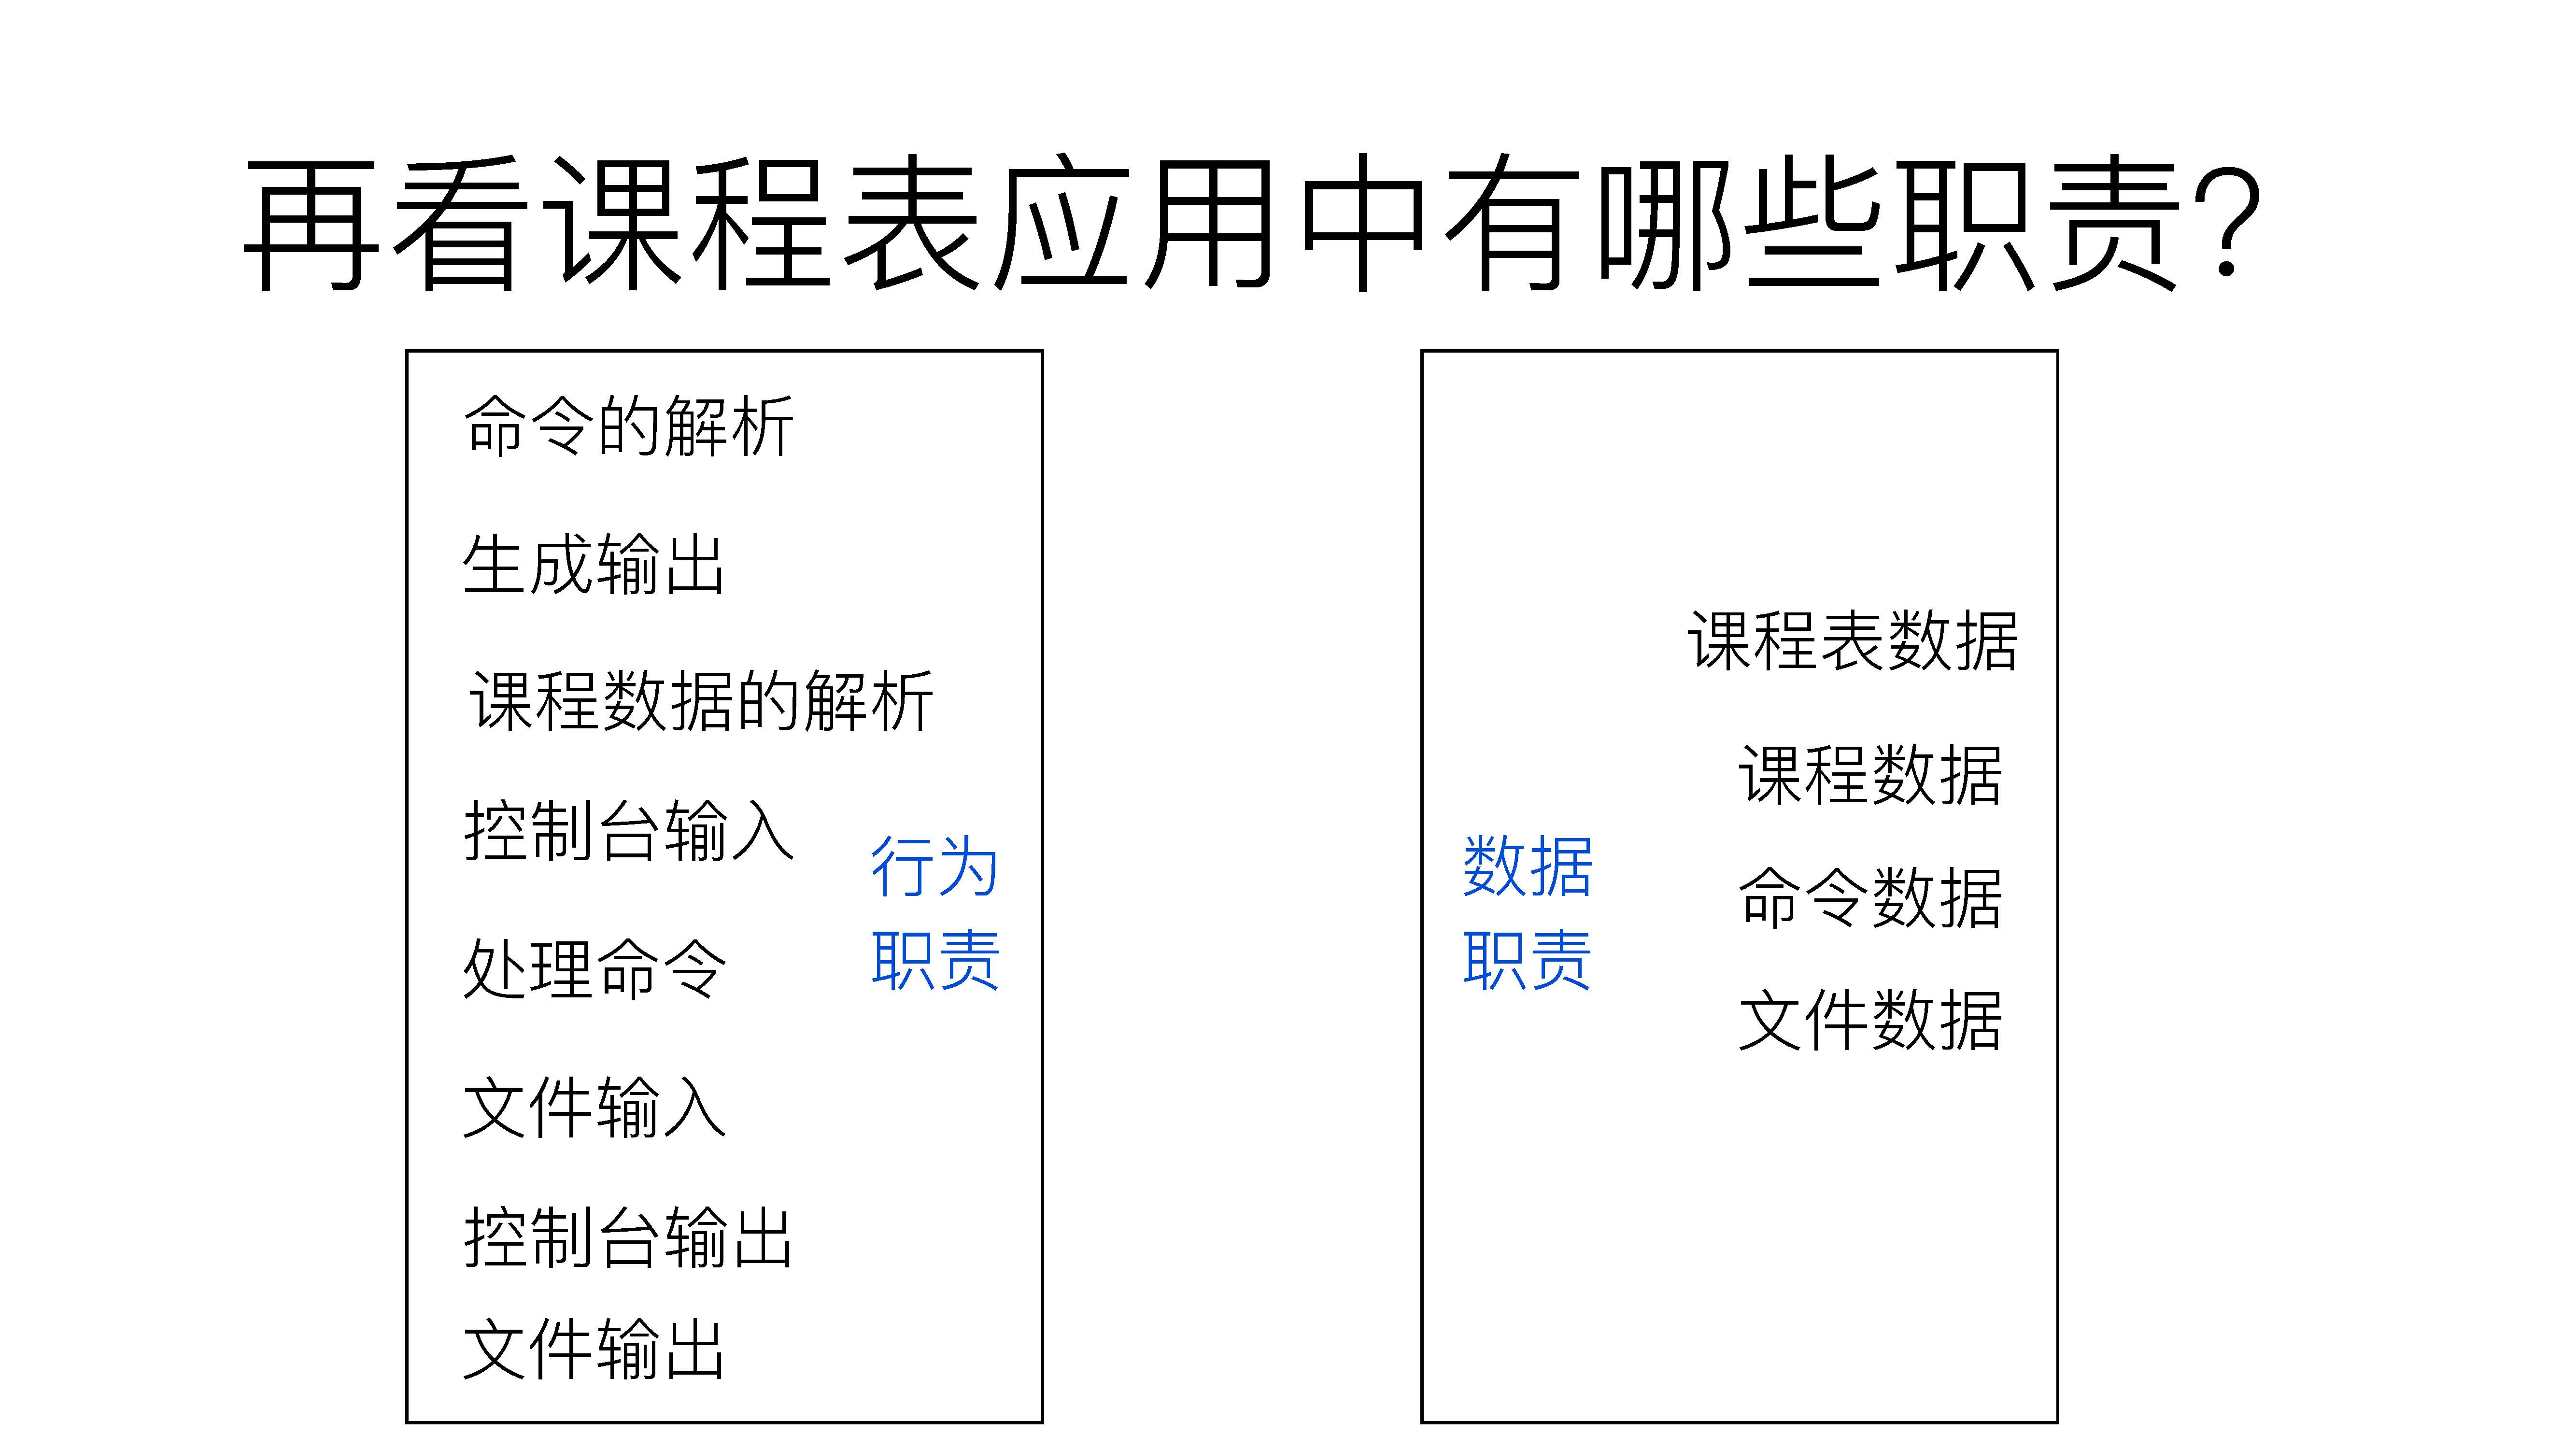 再看课程表应用中有哪些职责?
命令的解析
生成输出
课程数据的解析
控制台输入
处理命令
文件输入
控制台输出
文件输出
行为
职责
数据
职责
课程表数据
课程数据
命令数据
文件数据